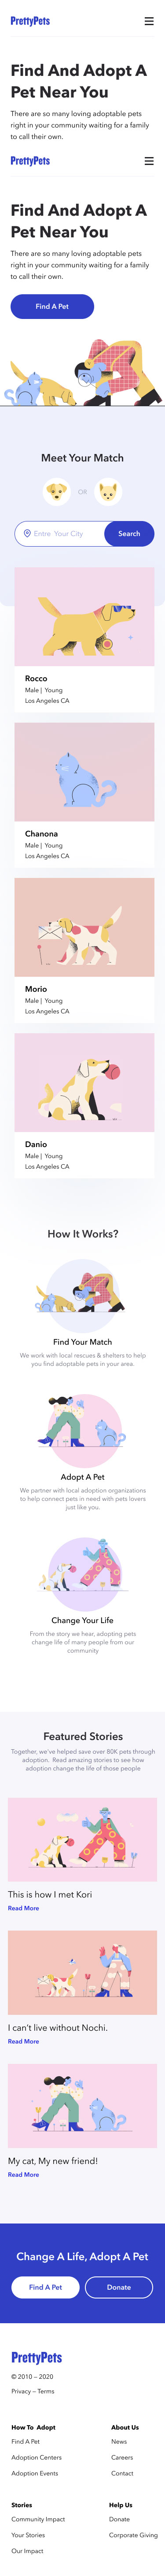 PrettyPets
Find And Adopt A
Pet Near You
There are so many loving adoptable pets
right in your community waiting for a family
to call their own.
PrettyPets
Find And Adopt A
Pet Near You
There are so many loving adoptable pets
right in your community waiting for a family
to call their own.
Find A Pet
Meet Your Match
OR
Entre Your City
Search
Rocco
Male | Young
Los Angeles CA
Chanona
Male | Young
Los Angeles CA
Morio
Male | Young
Los Angeles CA
Danio
Male | Young
Los Angeles CA
How It Works?
Find Your Match
We work with local rescues & shelters to help
you find adoptable pets in your area.
Adopt A Pet
We partner with local adoption organizations
to help connect pets in need with pets lovers
just like you.
Change Your Life
From the story we hear, adopting pets
change life of many people from our
community
Featured Stories
Together, we've helped save over 80K pets through
adoption. Read amazing stories to see how
adoption change the life of those people
This is how I met Kori
Read More
I can't live without Nochi.
Read More
My cat, My new friend!
Read More
Change A Life, Adopt A Pet
Find A Pet
Donate
PrettyPets
© 2010 — 2020
Privacy — Terms
How To Adopt
Find A Pet
Adoption Centers
Adoption Events
About Us
News
Careers
Contact
Stories
Community Impact
Your Stories
Our Impact
Help Us
Donate
Corporate Giving